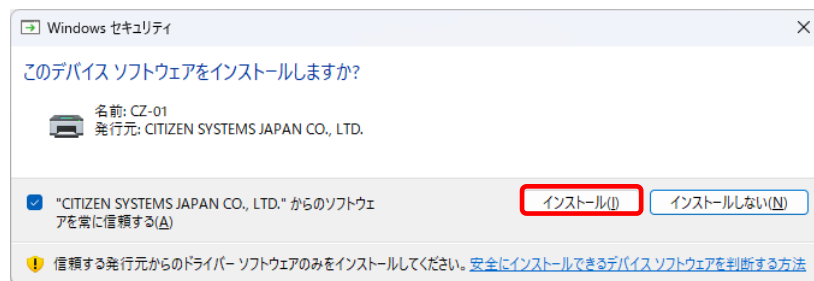 Windows セキュリティ
このデバイス ソフトウェアをインストールしますか?
名前: CZ-01
発行元: CITIZEN SYSTEMS JAPAN CO., LTD.
"CITIZEN SYSTEMS JAPAN CO., LTD." からのソフトウェ
アを常に信頼する(A)
インストール(I)
インストールしない(N)
信頼する発行元からのドライバー ソフトウェアのみをインストールしてください。安全にインストールできるデバイス ソフトウェアを判断する方法